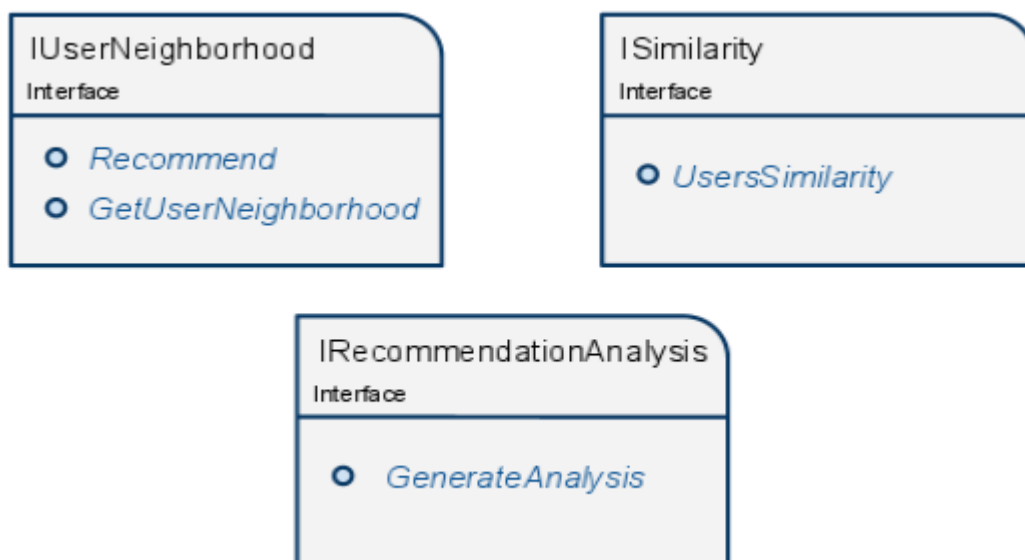 IUserNeighborhood
Interface
Recommend
GetUserNeighborhood
ISimilarity
Interface
UsersSimilarity
IRecommendationAnalysis
Interface
GenerateAnalysis